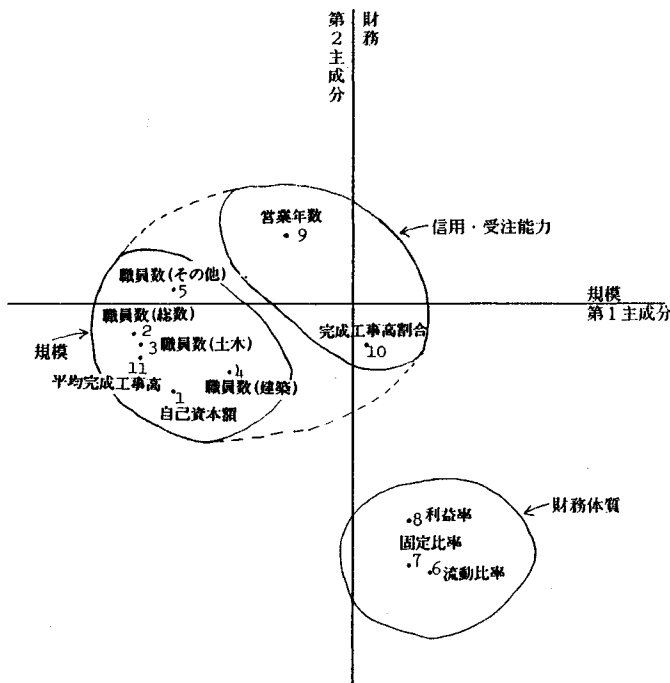 第2主成分
財務
営業年数
9
信用・受注能力
職員数(その他)
5
規模
第1主成分
職員数(総数)
2
3 職員数(土木)
規模
11
平均完成工事高
完成工事高割合
10
4
職員数(建築)
1
自己資本額
財務体質
8 利益率
固定比率
7
6 流動比率